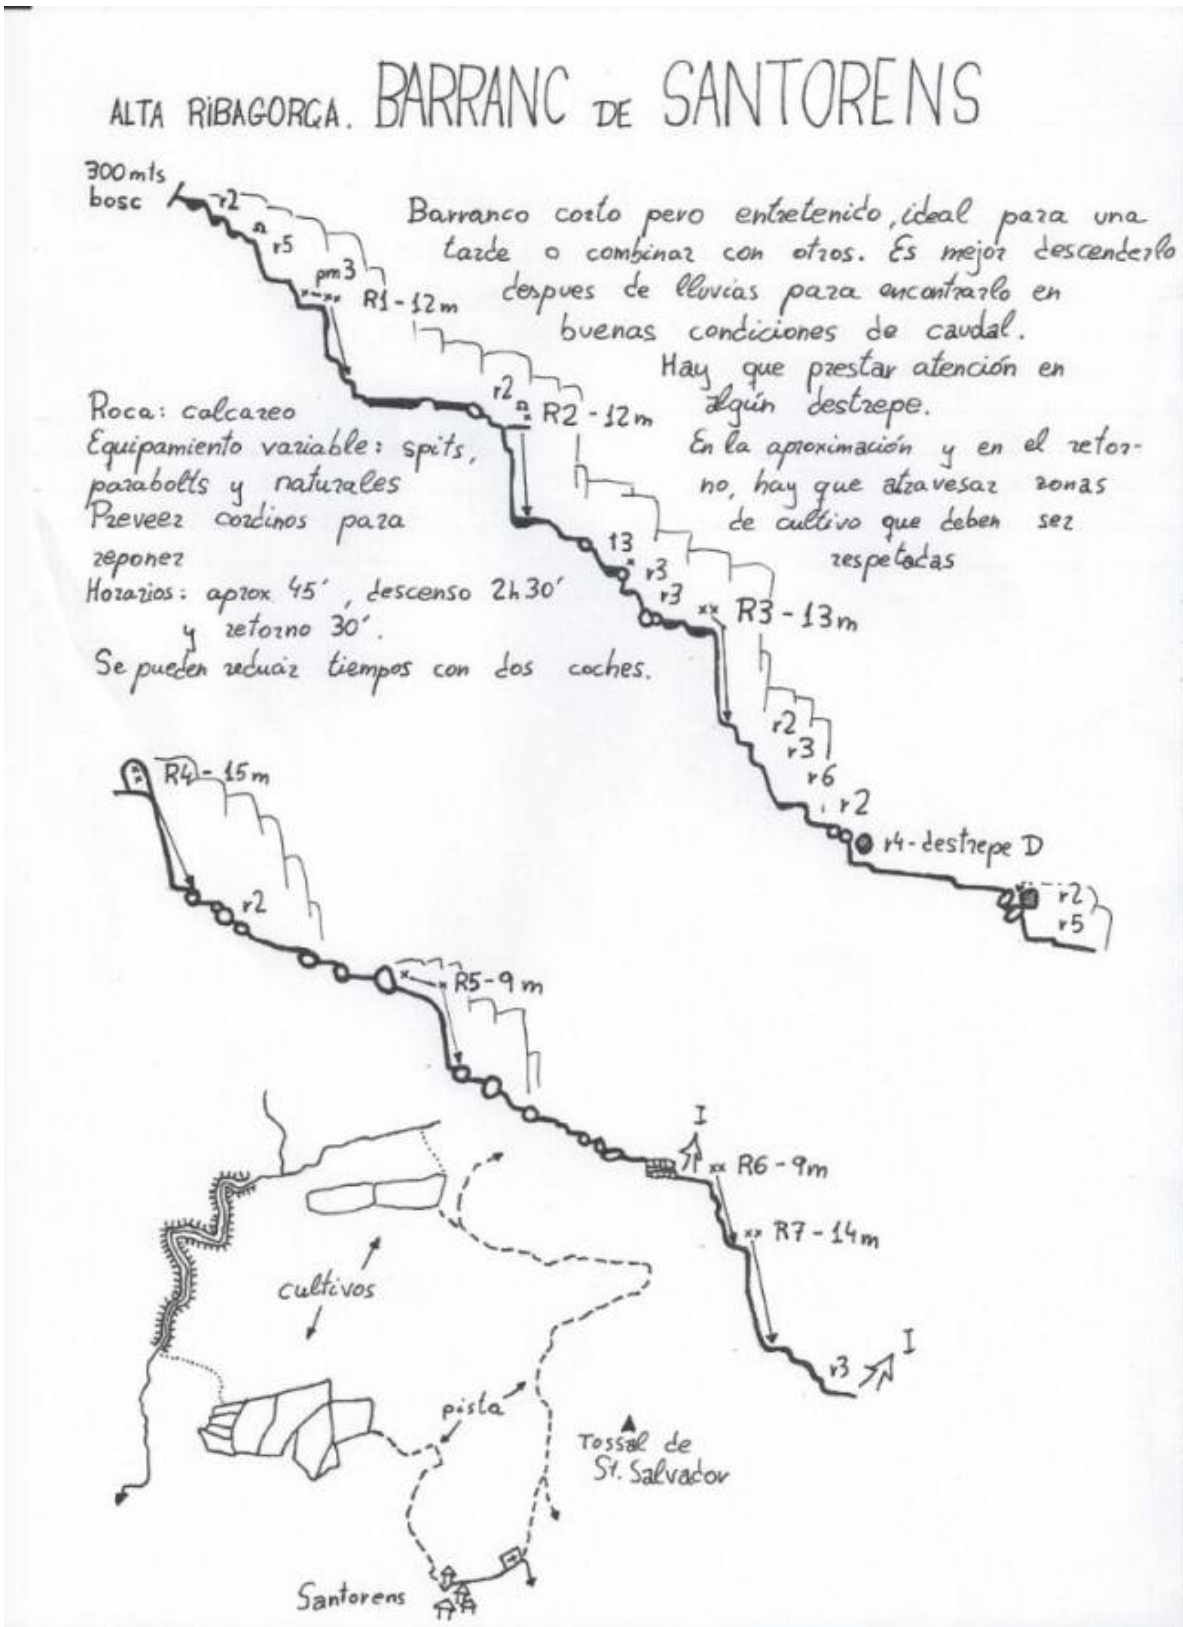 ALTA RIBAGORÇA. BARRANC DE SANTORENS
300 mts
bosc
r2
r5
pm3
R1-12m
Barranco corto pero entretenido, ideal para una
tarde o combinar con otros. Es mejor descenderlo
despues de lluvias para encontrarlo en
buenas condiciones de caudal.
Hay que prestar atención en
algún destrepe.
En la aproximación y en el retor-
no, hay que atravesar zonas
de cultivo que deben ser
respetadas
Roca: calcareo
Equipamiento variable: spits,
parabolts y naturales
Preveer cordinos para
reponer
Horarios: aprox 45', descenso 2h30'
y retorno 30'.
Se pueden reducir tiempos con dos coches.
r2
R2-12m
t3
r3
r3
R3-13m
r2
r3
r6
r2
r4-destrepe D
r2
r5
R4-15m
r2
R5-9m
I
R6-9m
R7-14m
r3
I
cultivos
pista
Tossal de
St. Salvador
Santorens